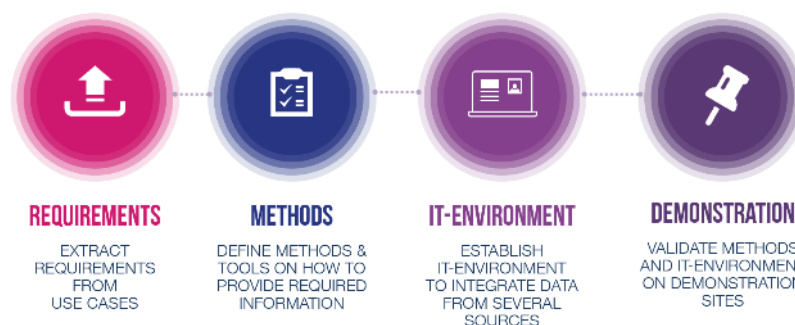 REQUIREMENTS
EXTRACT
REQUIREMENTS
FROM
USE CASES
METHODS
DEFINE METHODS &
TOOLS ON HOW TO
PROVIDE REQUIRED
INFORMATION
IT-ENVIRONMENT
ESTABLISH
IT-ENVIRONMENT
TO INTEGRATE DATA
FROM SEVERAL
SOURCES
DEMONSTRATION
VALIDATE METHODS
AND IT-ENVIRONMEN
ON DEMONSTRATION
SITES